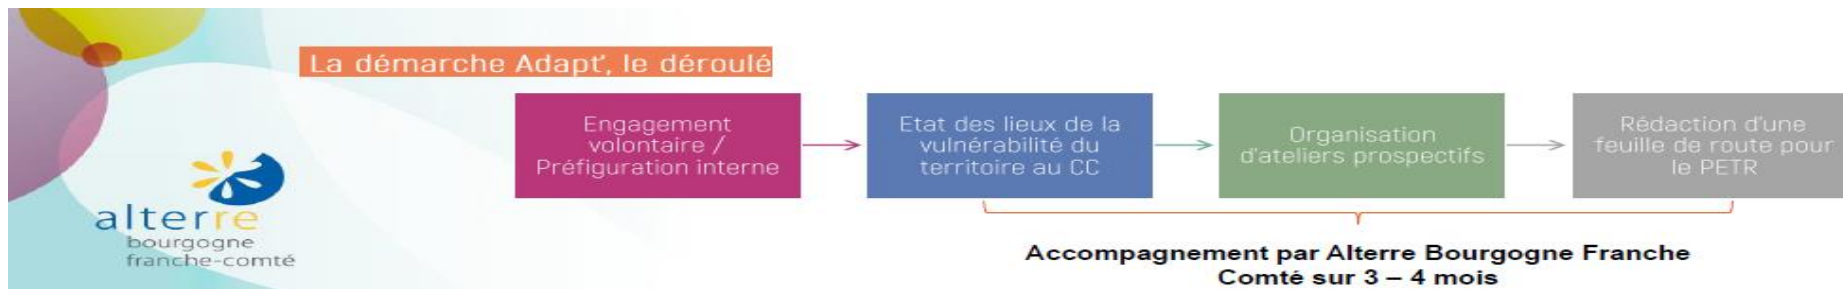 La démarche Adapt', le déroulé
Engagement
volontaire /
Préfiguration interne
Etat des lieux de la
vulnérabilité du
territoire au CC
Organisation
d'ateliers prospectifs
Rédaction d'une
feuille de route pour
le PETR
alterre
bourgogne
franche-comté
Accompagnement par Alterre Bourgogne Franche
Comté sur 3 – 4 mois